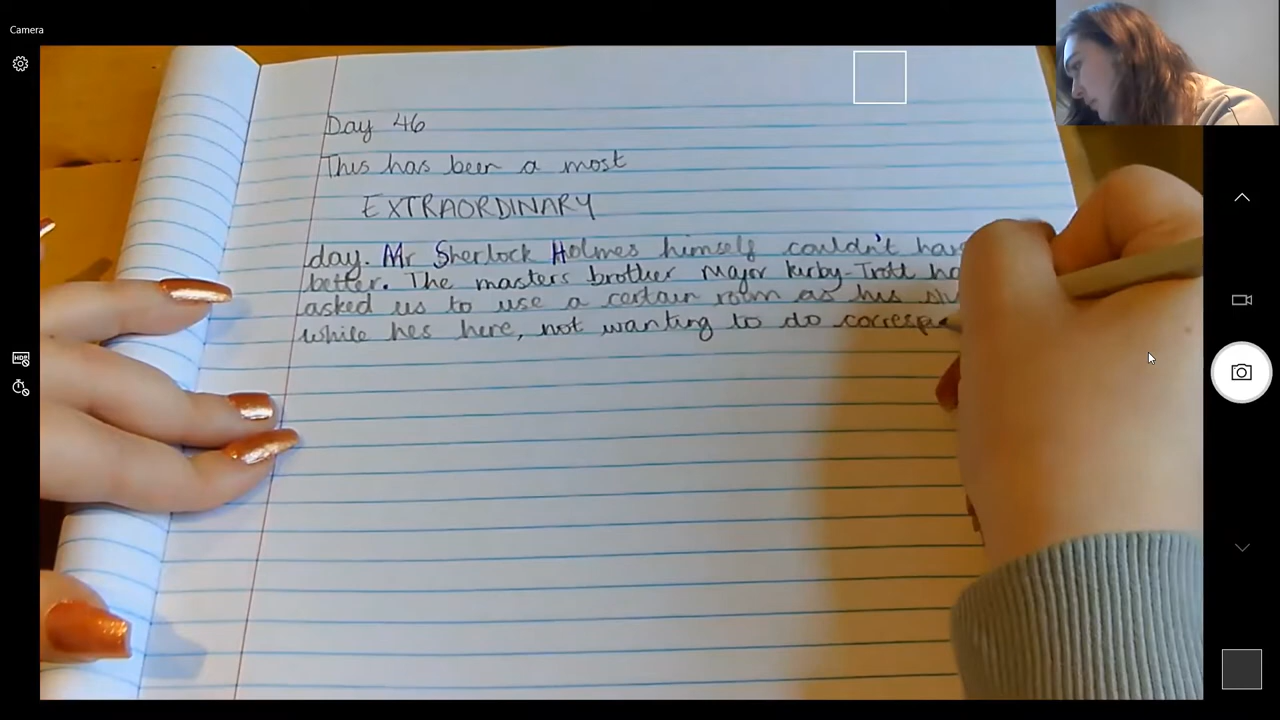 Camera
Day 46
This has been a most
EXTRAORDINARY
day. Mr Sherlock Holmes himself couldn't
better. The masters brother Major Kirby-Trott
asked us to use a certain room as his
while hes here, not wanting to do